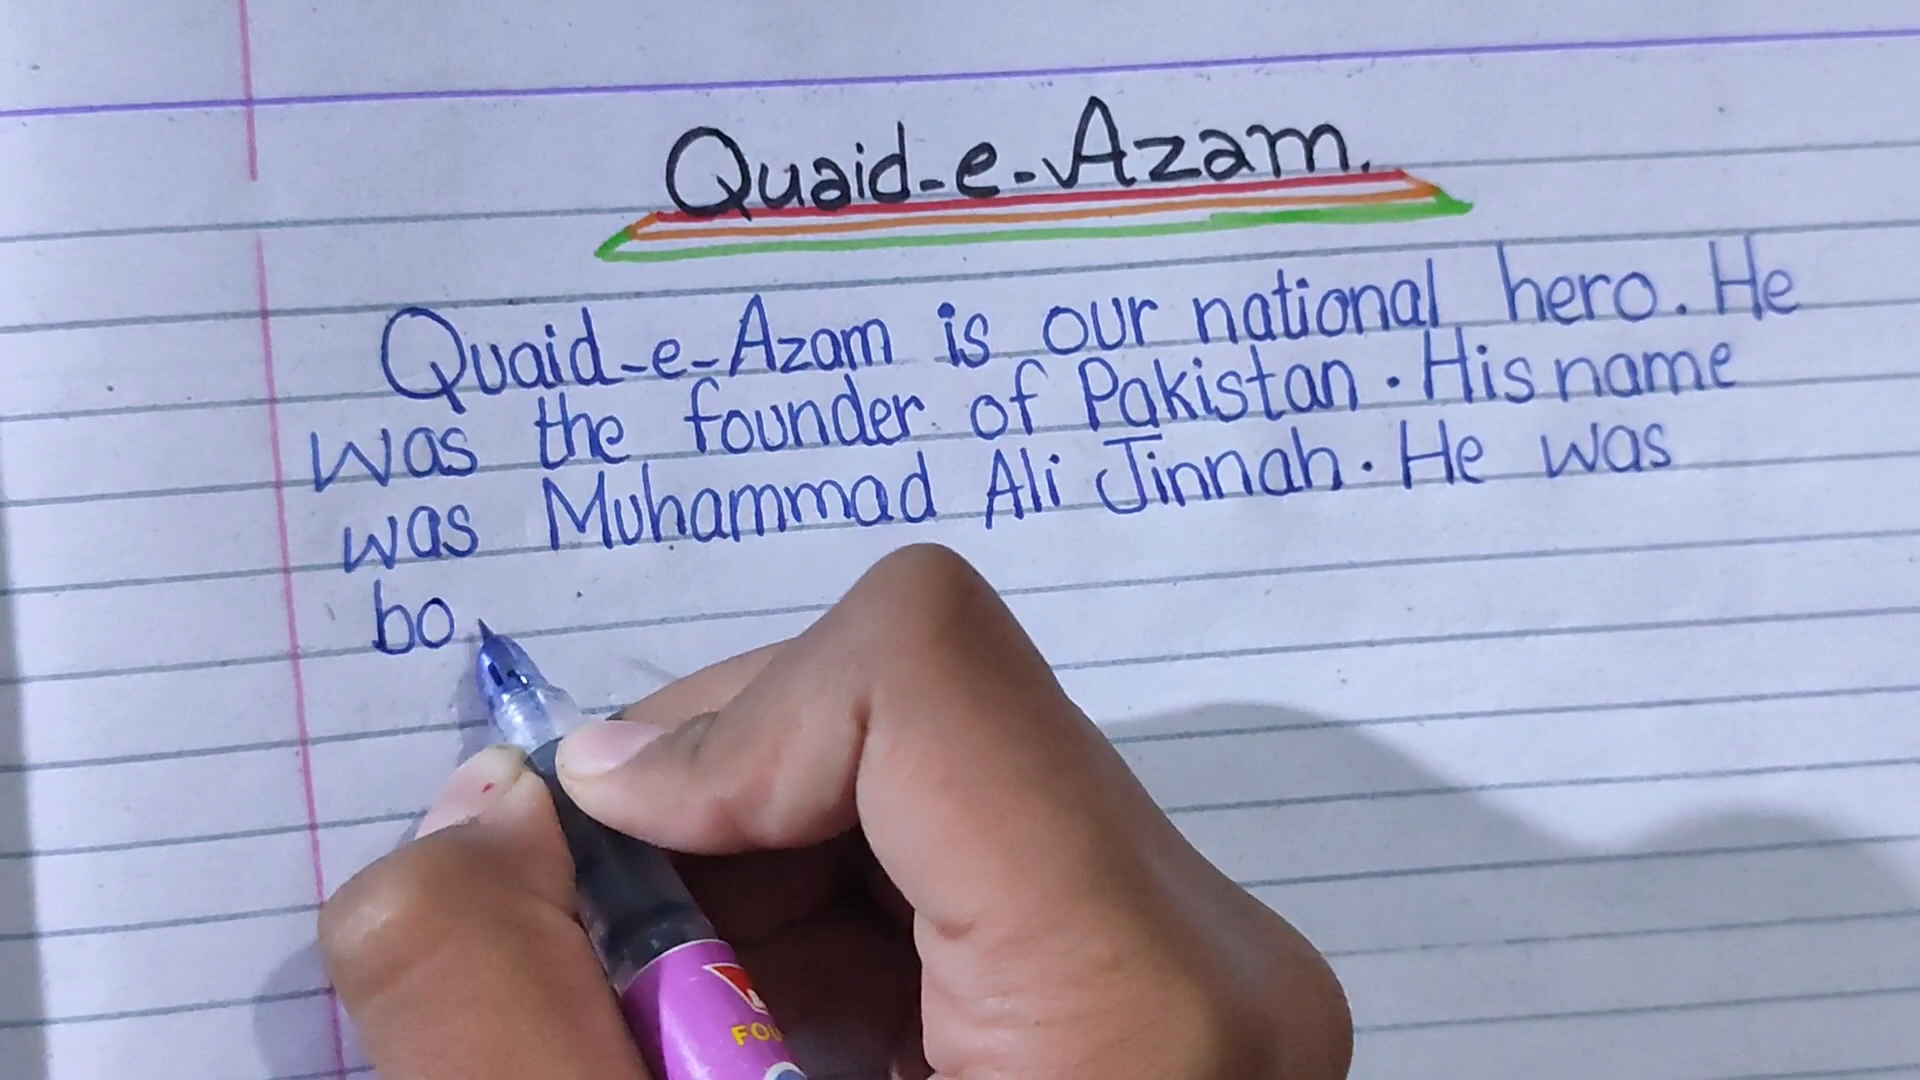 Quaid-e-Azam.
Quaid-e-Azam is our national hero. He
was the founder of Pakistan. His name
was Muhammad Ali Jinnah. He was
bo
FOU